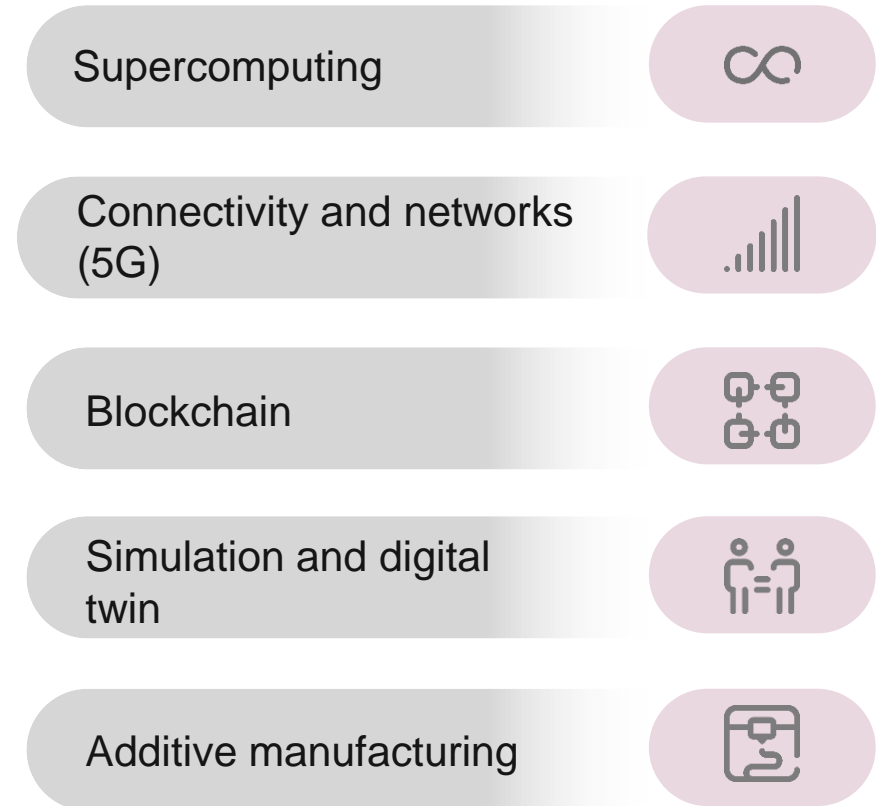 Supercomputing
Connectivity and networks
(5G)
Blockchain
Simulation and digital
twin
Additive manufacturing